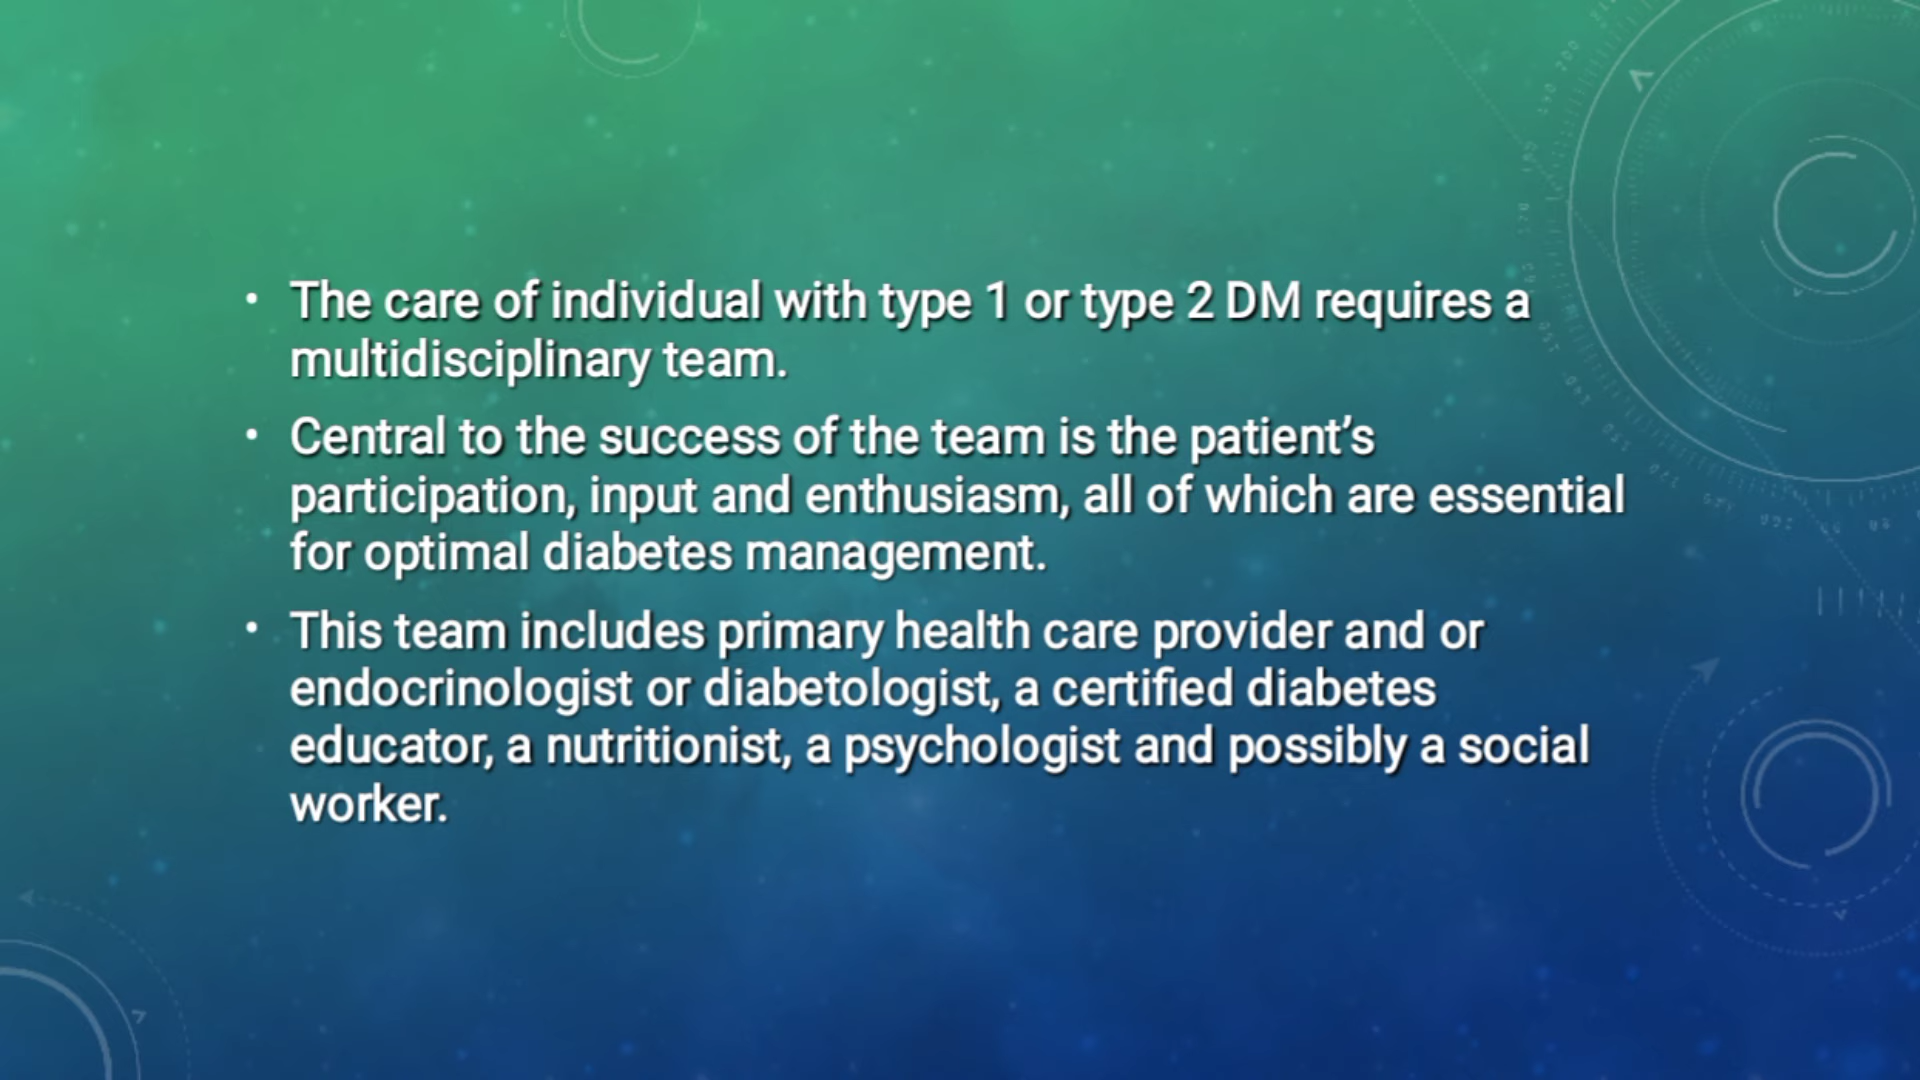 • The care of individual with type 1 or type 2 DM requires a
multidisciplinary team.
• Central to the success of the team is the patient’s
participation, input and enthusiasm, all of which are essential
for optimal diabetes management.
• This team includes primary health care provider and or
endocrinologist or diabetologist, a certified diabetes
educator, a nutritionist, a psychologist and possibly a social
worker.